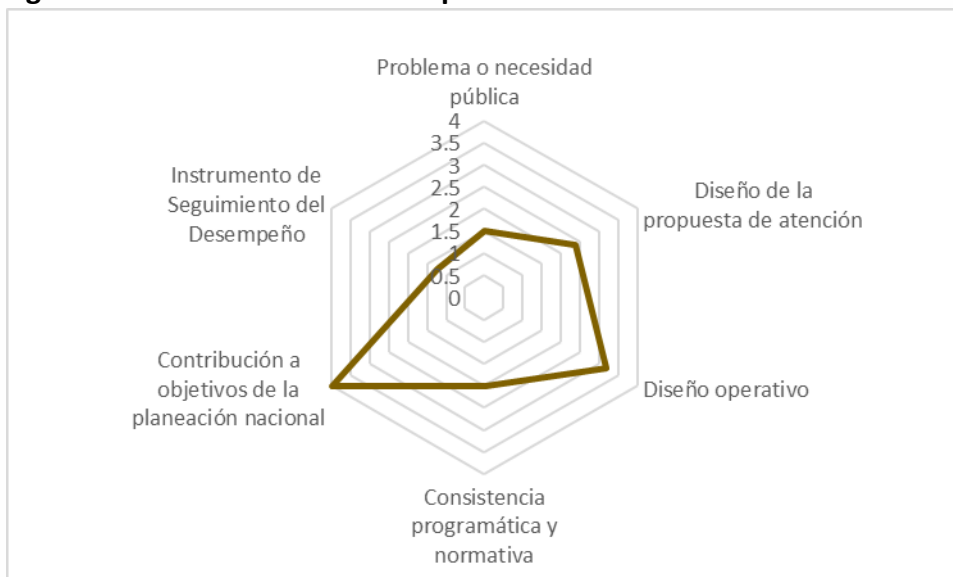 Problema o necesidad
pública
4
3.5
3
2.5
2
1.5
1
0.5
0
Diseño de la
propuesta de atención
Diseño operativo
Consistencia
programática y
normativa
Contribución a
objetivos de la
planeación nacional
Instrumento de
Seguimiento del
Desempeño